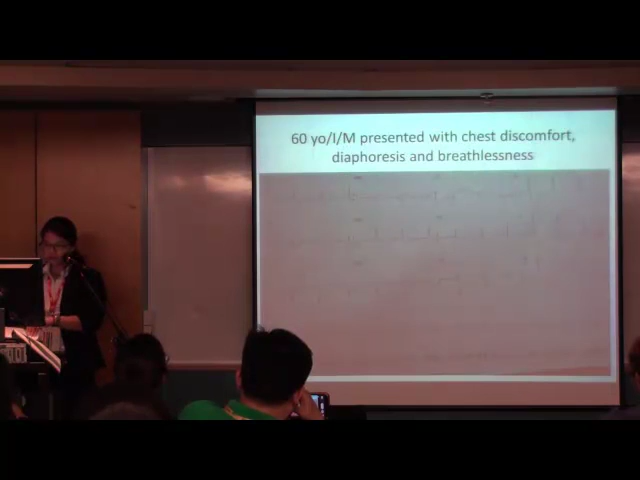 60 yo/I/M presented with chest discomfort,
diaphoresis and breathlessness